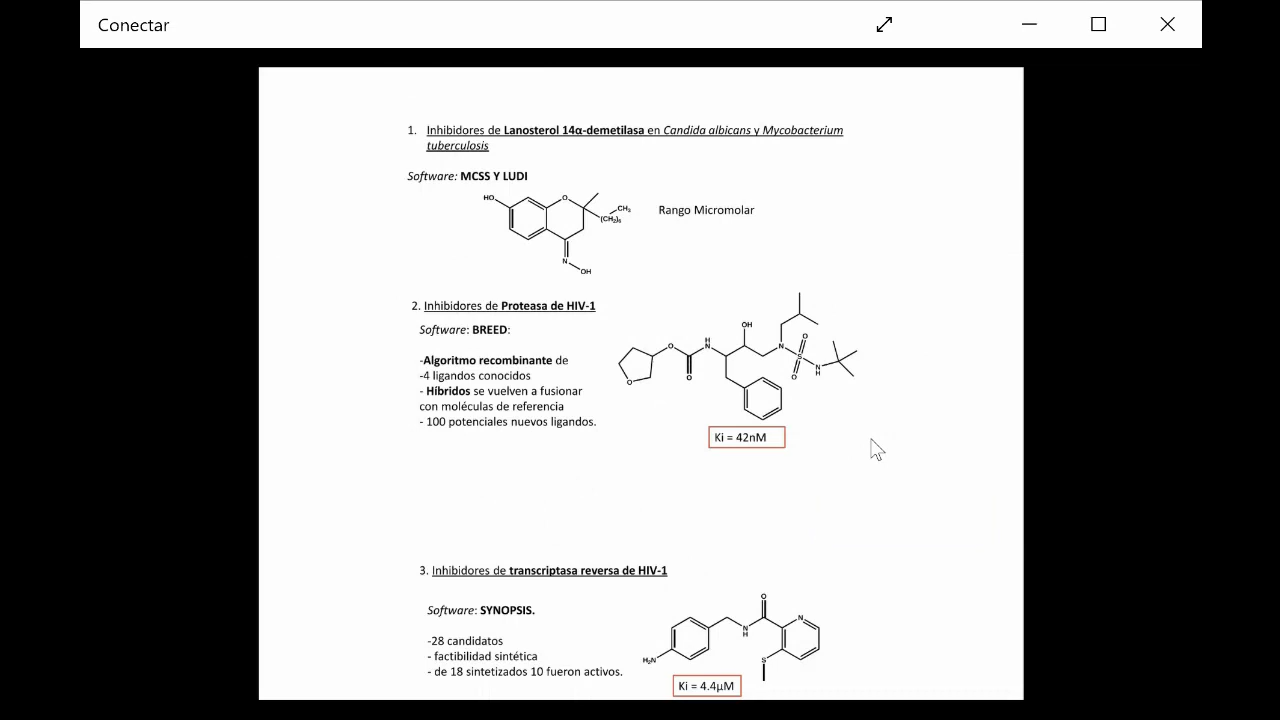 Conectar
1. Inhibidores de Lanosterol 14α-demetilasa en Candida albicans y Mycobacterium
tuberculosis
Software: MCSS Y LUDI
HO
O
CH₃
(CH₂)₆
N
OH
Rango Micromolar
2. Inhibidores de Proteasa de HIV-1
Software: BREED:
-Algoritmo recombinante de
-4 ligandos conocidos
- Híbridos se vuelven a fusionar
con moléculas de referencia
- 100 potenciales nuevos ligandos.
OH
O
H
N
N
O
S
O
O
O
N
H
Ki = 42nM
3. Inhibidores de transcriptasa reversa de HIV-1
Software: SYNOPSIS.
-28 candidatos
- factibilidad sintética
- de 18 sintetizados 10 fueron activos.
O
N
N
H
H₂N
S
Ki = 4.4µM